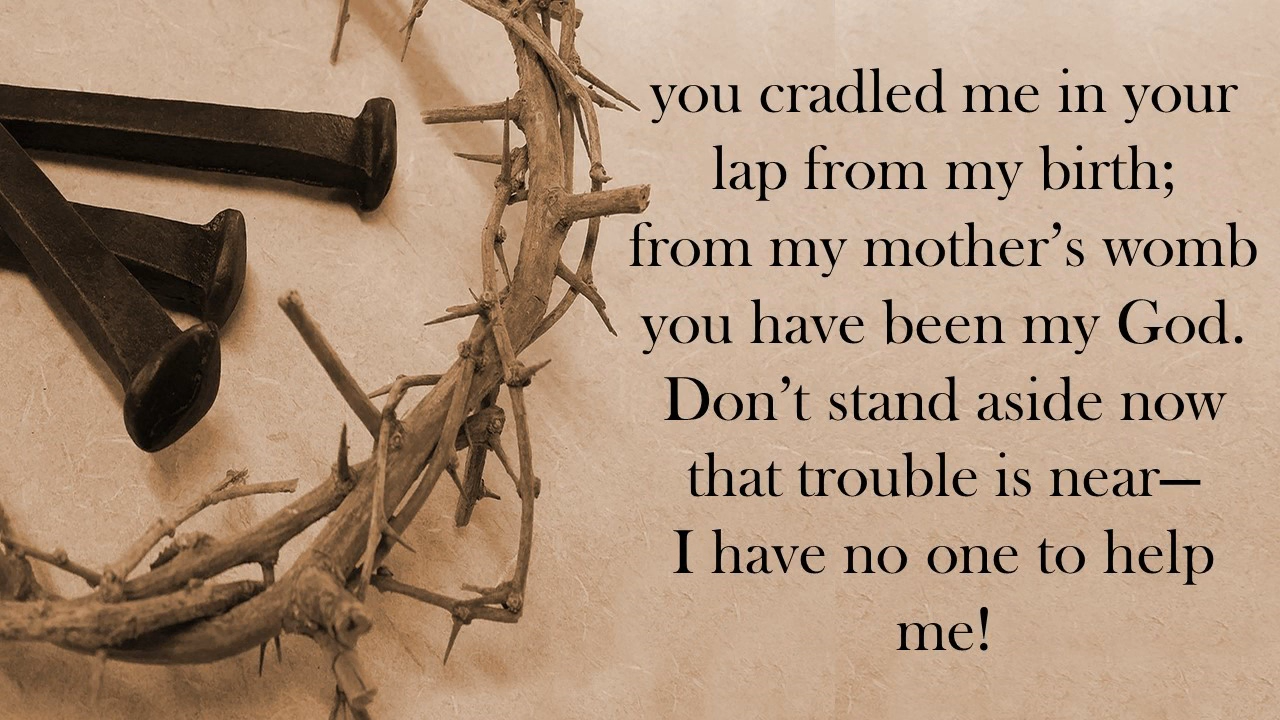 you cradled me in your
lap from my birth;
from my mother’s womb
you have been my God.
Don’t stand aside now
that trouble is near—
I have no one to help
me!